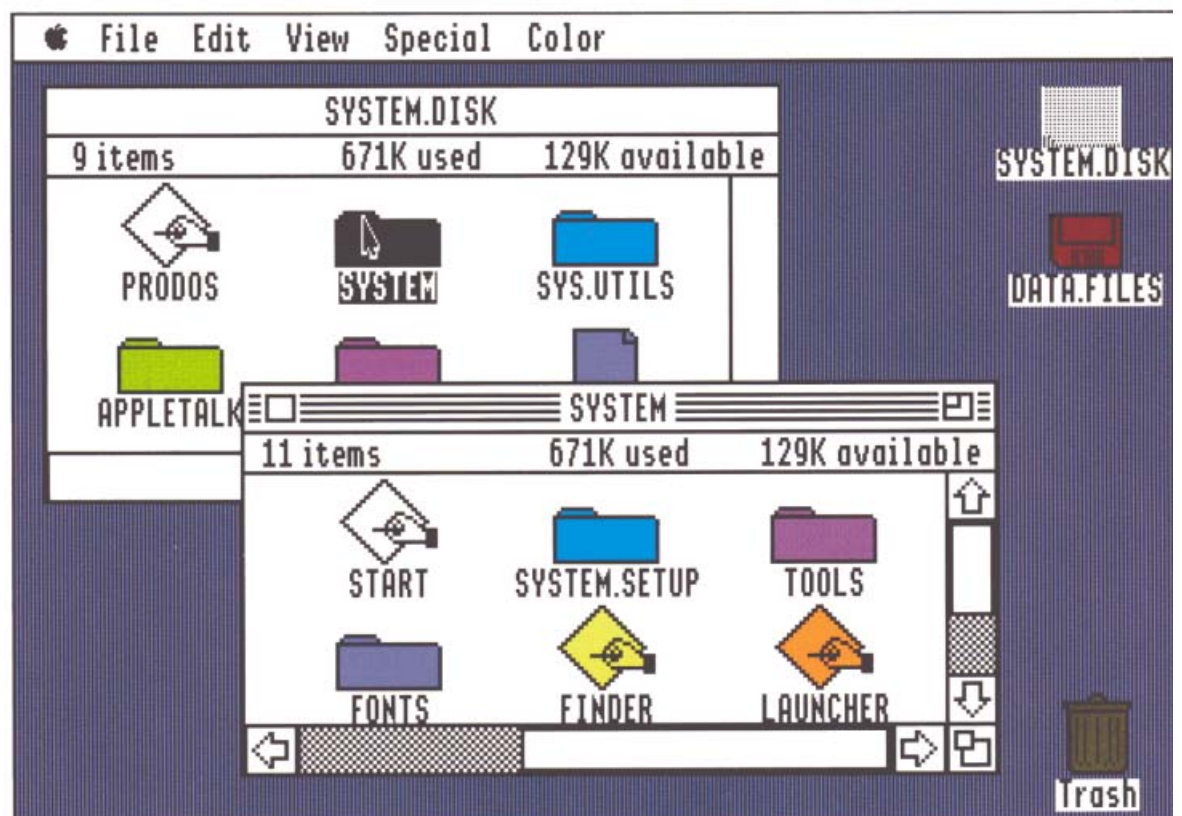 File Edit View Special Color
SYSTEM.DISK
9 items 671K used 129K available
PRODOS SYSTEM SYS.UTILS
APPLETALK
SYSTEM
11 items 671K used 129K available
START SYSTEM.SETUP TOOLS
FONTS FINDER LAUNCHER
SYSTEM.DISK
DATA.FILES
Trash